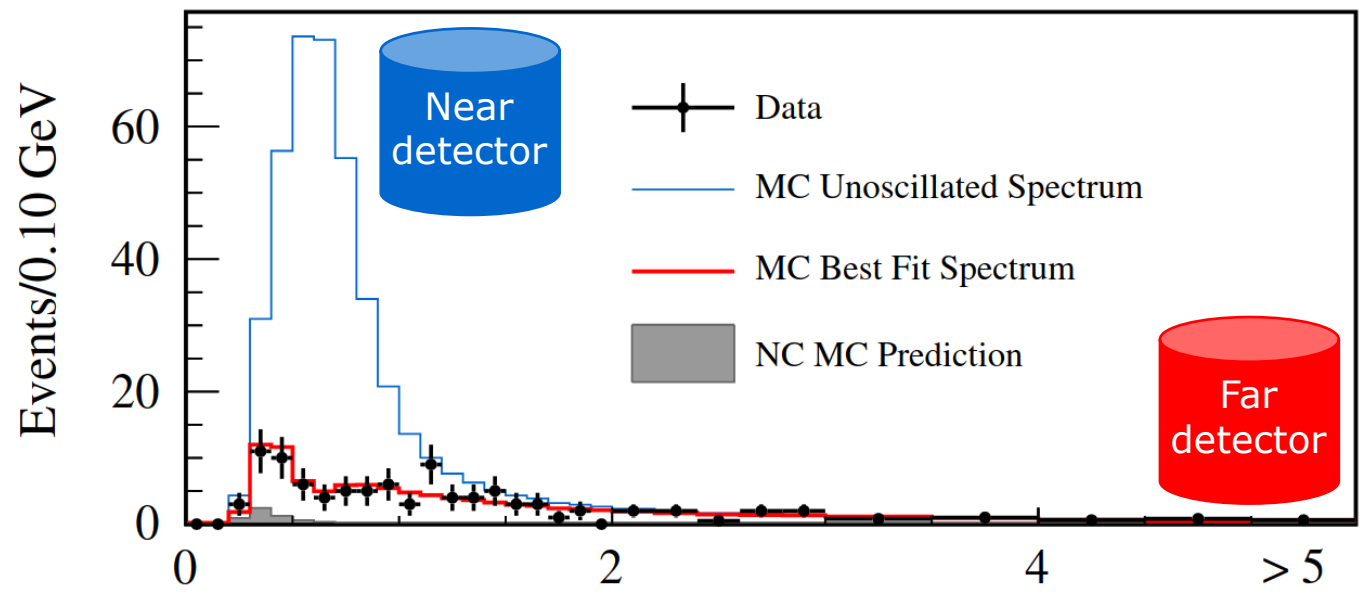 Events/0.10 GeV
60
40
20
0
0
2
4
> 5
Near
detector
Data
MC Unoscillated Spectrum
MC Best Fit Spectrum
NC MC Prediction
Far
detector